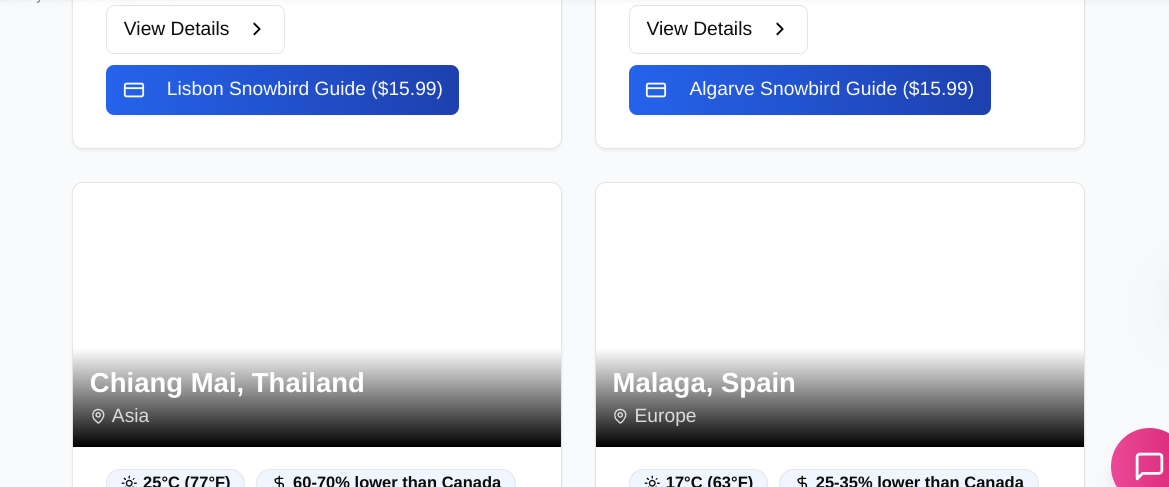 View Details
View Details
Lisbon Snowbird Guide ($15.99)
Algarve Snowbird Guide ($15.99)
Chiang Mai, Thailand
Asia
Malaga, Spain
Europe
25°C (77°F)
60-70% lower than Canada
17°C (63°F)
25-35% lower than Canada